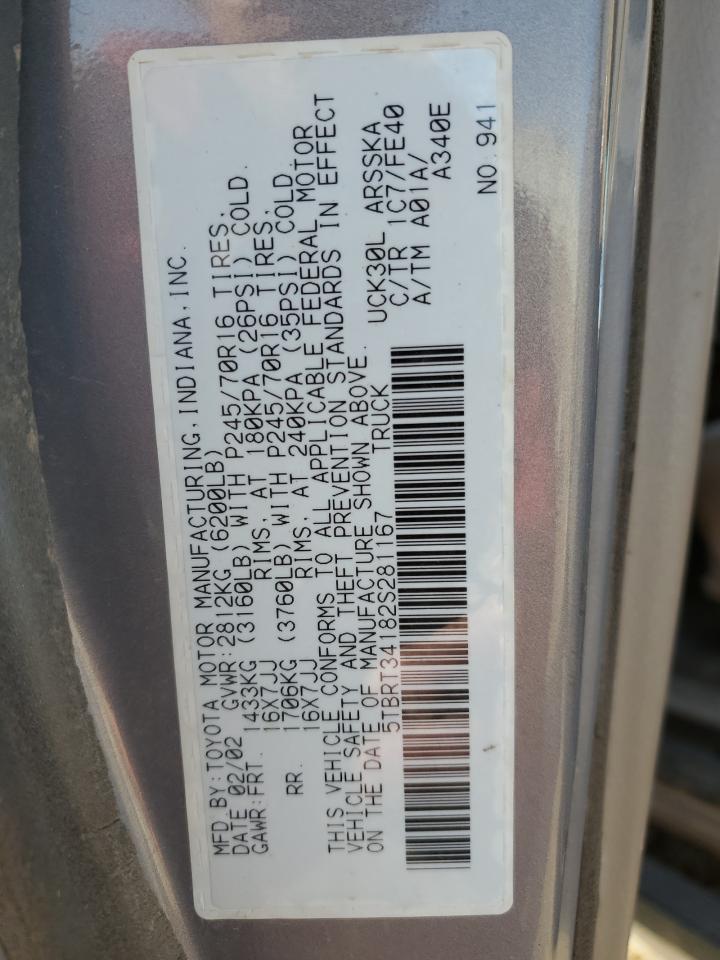 MFD.BY:TOYOTA MOTOR MANUFACTURING,INDIANA,INC.
DATE 02/02 GVWR:2812KG(6200LB)
GAWR:FRT. 1433KG (3160LB) WITH P245/70R16 TIRES,
16X7JJ RIMS, AT 180KPA (26PSI) COLD.
RR. 1706KG (3760LB) WITH P245/70R16 TIRES,
16X7JJ RIMS, AT 240KPA (35PSI) COLD.
THIS VEHICLE CONFORMS TO ALL APPLICABLE FEDERAL MOTOR
VEHICLE SAFETY AND THEFT PREVENTION STANDARDS IN EFFECT
ON THE DATE OF MANUFACTURE SHOWN ABOVE.
5TBRT34182S281167 TRUCK
UCK30L ARSSKA
C/TR 1C7/FE40
A/TM A01A/
A340E
NO.941